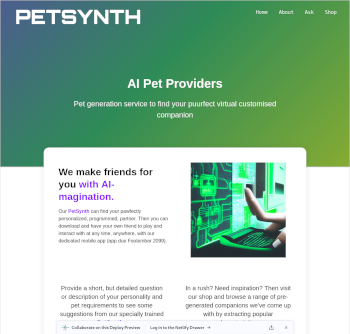 PETSYNTH
Home About Ask Shop
AI Pet Providers
Pet generation service to find your puurfect virtual customised
companion
We make friends for
you with AI-
magination.
Our PetSynth can find your pawfectly
personalized, programmed, partner. Then you can
download and have your own friend to play and
interact with at any time, anywhere, with our
dedicated mobile app (app due Foctember 2099).
Provide a short, but detailed question
or description of your personality and
pet requirements to see some
suggestions from our specially trained
In a rush? Need inspiration? Then visit
our shop and browse a range of pre-
generated companions we've come up
with by extracting popular
Collaborate on this Deploy Preview Log in to the Netlify Drawer →